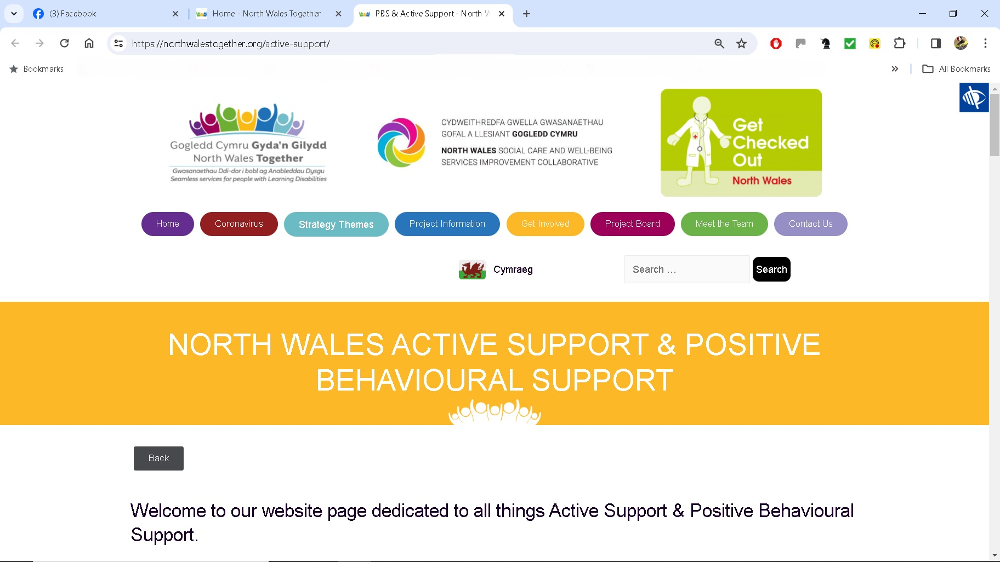 (3) Facebook
Home - North Wales Together
PBS & Active Support - North
https://northwalestogether.org/active-support/
Bookmarks
All Bookmarks
Gogledd Cymru Gyda'n Gilydd
North Wales Together
Gwasanaethau Ddi-dor i bobl ag Anableddau Dysgu
Seamless services for people with Learning Disabilities
CYDWEITHREDFA GWELLA GWASANAETHAU
GOFAL A LLESIANT GOGLEDD CYMRU
NORTH WALES SOCIAL CARE AND WELL-BEING
SERVICES IMPROVEMENT COLLABORATIVE
Get
Checked
Out
North Wales
Home
Coronavirus
Strategy Themes
Project Information
Get Involved
Project Board
Meet the Team
Contact Us
Cymraeg
Search …
Search
NORTH WALES ACTIVE SUPPORT & POSITIVE
BEHAVIOURAL SUPPORT
Back
Welcome to our website page dedicated to all things Active Support & Positive Behavioural
Support.